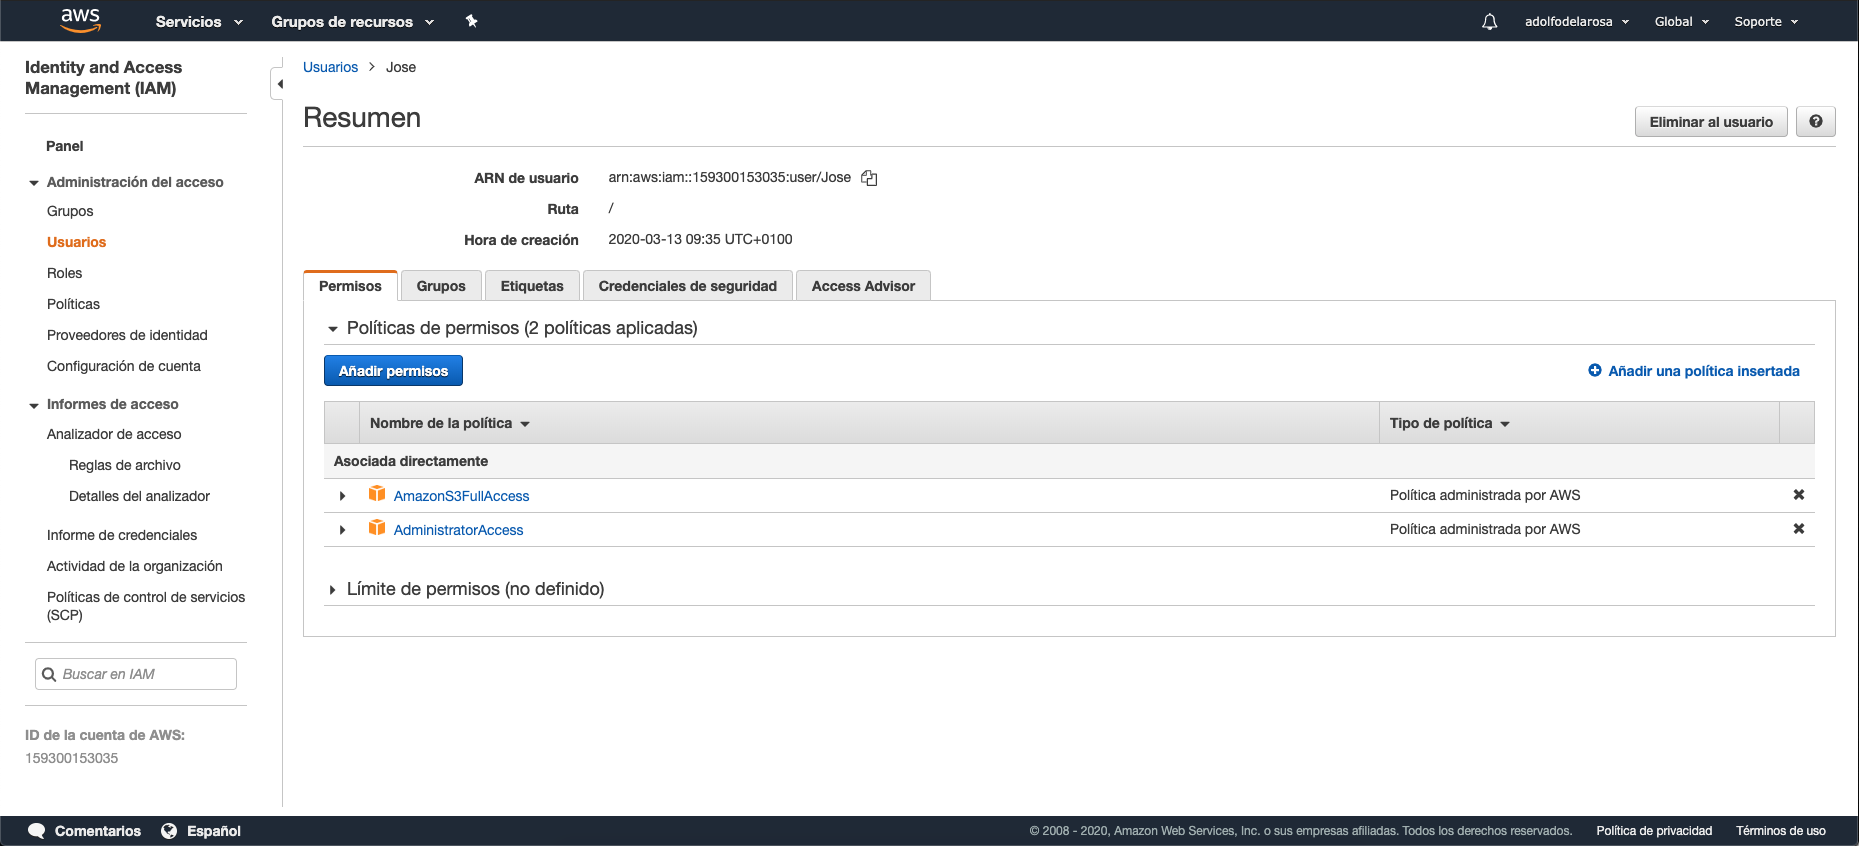 aws
Servicios
Grupos de recursos
adolfodelarosa
Global
Soporte
Identity and Access
Management (IAM)
Panel
Administración del acceso
Grupos
Usuarios
Roles
Políticas
Proveedores de identidad
Configuración de cuenta
Informes de acceso
Analizador de acceso
Reglas de archivo
Detalles del analizador
Informe de credenciales
Actividad de la organización
Políticas de control de servicios
(SCP)
Buscar en IAM
ID de la cuenta de AWS:
159300153035
Usuarios > Jose
Resumen
Eliminar al usuario
ARN de usuario arn:aws:iam::159300153035:user/Jose
Ruta /
Hora de creación 2020-03-13 09:35 UTC+0100
Permisos
Grupos
Etiquetas
Credenciales de seguridad
Access Advisor
Políticas de permisos (2 políticas aplicadas)
Añadir permisos
Añadir una política insertada
Nombre de la política
Tipo de política
Asociada directamente
AmazonS3FullAccess Política administrada por AWS
AdministratorAccess Política administrada por AWS
Límite de permisos (no definido)
Comentarios
Español
© 2008 - 2020, Amazon Web Services, Inc. o sus empresas afiliadas. Todos los derechos reservados.
Política de privacidad
Términos de uso